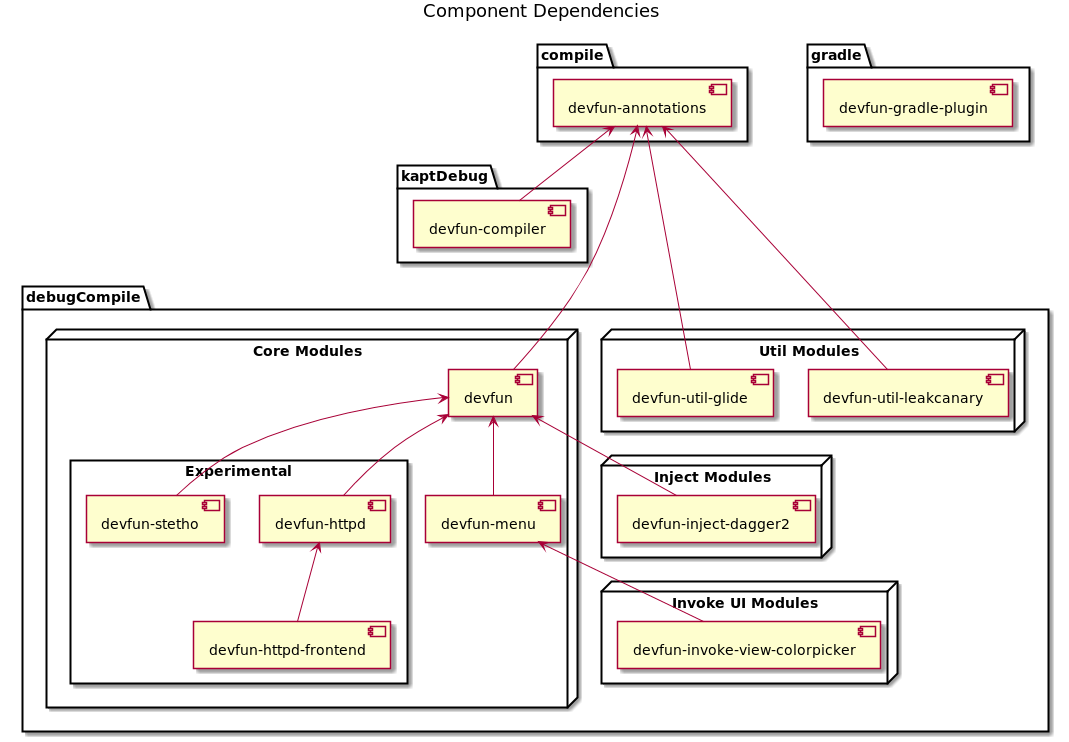 Component Dependencies
compile
devfun-annotations
gradle
devfun-gradle-plugin
kaptDebug
devfun-compiler
debugCompile
Core Modules
devfun
Experimental
devfun-stetho
devfun-httpd
devfun-menu
devfun-httpd-frontend
Util Modules
devfun-util-glide
devfun-util-leakcanary
Inject Modules
devfun-inject-dagger2
Invoke UI Modules
devfun-invoke-view-colorpicker